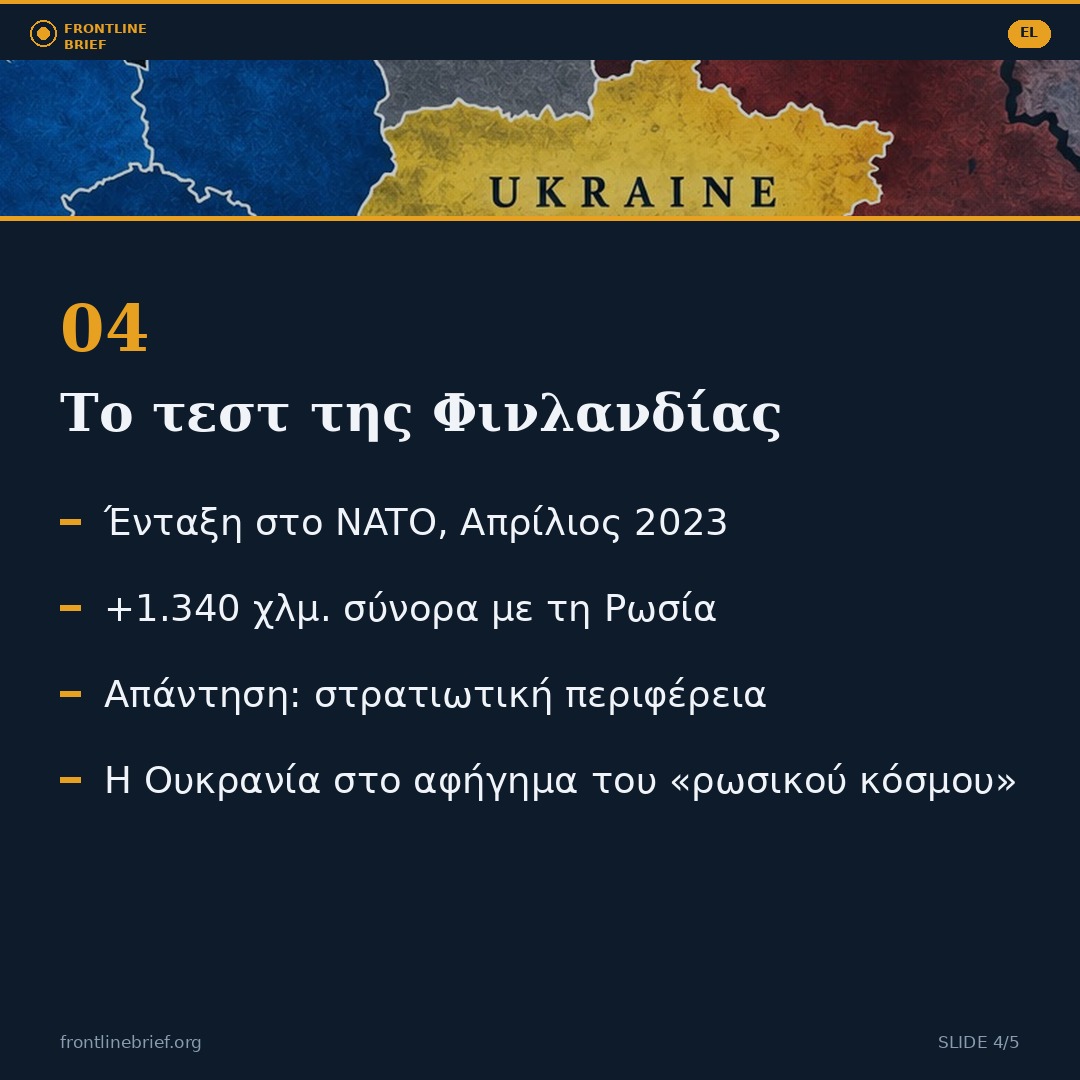 FRONTLINE
BRIEF
EL
UKRAINE
04
Το τεστ της Φινλανδίας
Ένταξη στο ΝΑΤΟ, Απρίλιος 2023
+1.340 χλμ. σύνορα με τη Ρωσία
Απάντηση: στρατιωτική περιφέρεια
Η Ουκρανία στο αφήγημα του «ρωσικού κόσμου»
frontlinebrief.org
SLIDE 4/5